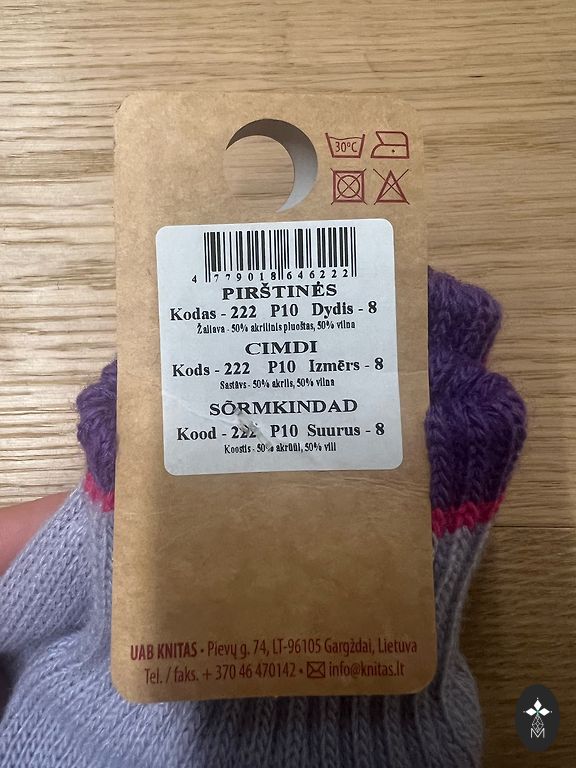 30°C
4 779018 646222
PIRŠTINĖS
Kodas - 222 P10 Dydis - 8
Žaliava - 50% akrilinis pluoštas, 50% vilna
CIMDI
Kods - 222 P10 Izmērs - 8
Sastāvs - 50% akrils, 50% vilna
SÕRMKINDAD
Kood - 222 P10 Suurus - 8
Koostis - 50% akrüül, 50% vill
UAB KNITAS • Pievų g. 74, LT-96105 Gargždai, Lietuva
Tel. / faks. + 370 46 470142 • info@knitas.lt
M